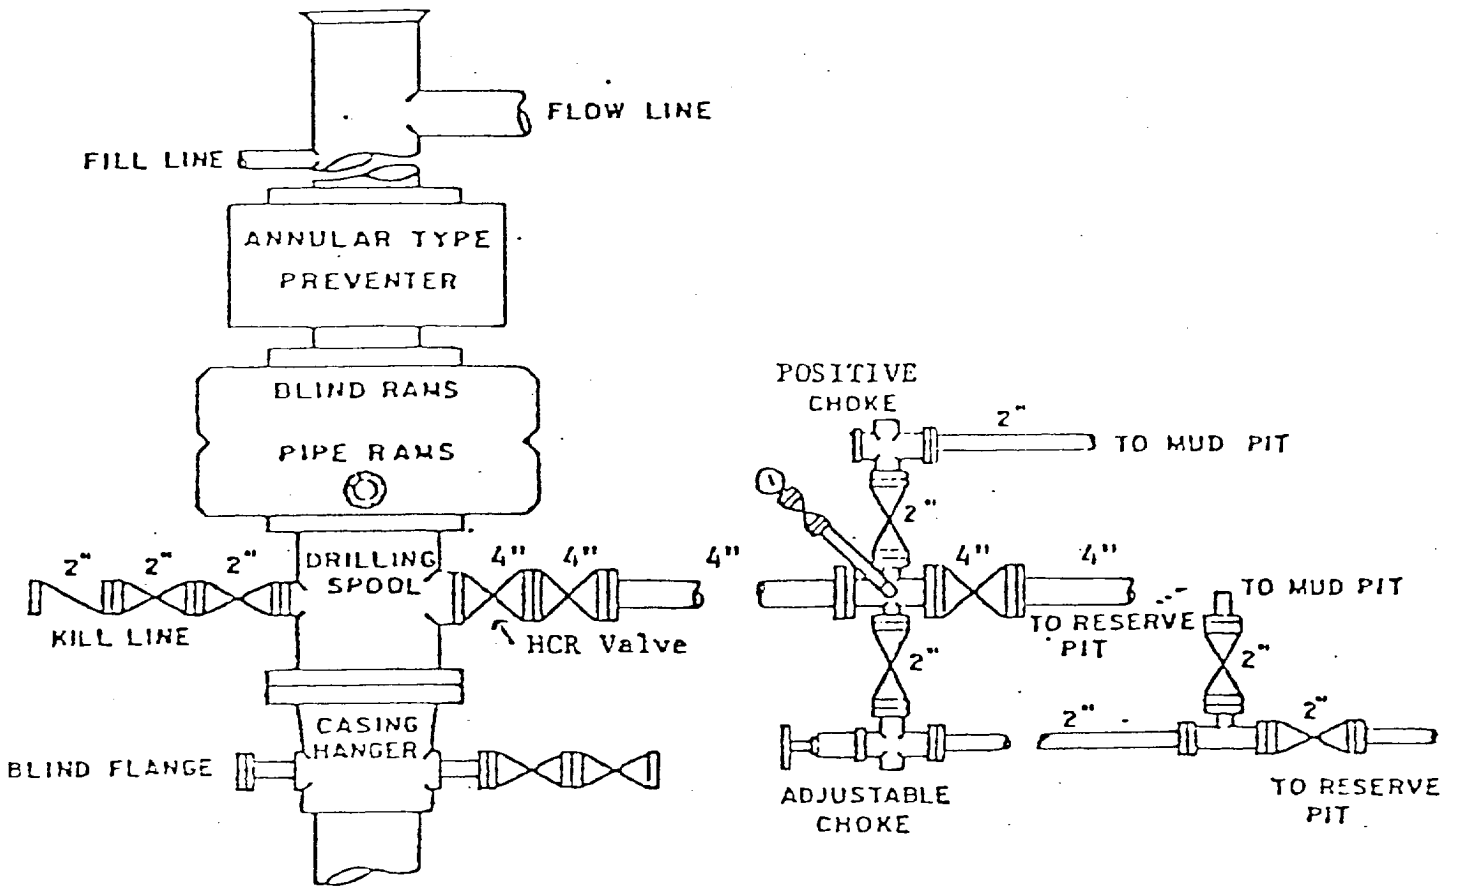 FLOW LINE
FILL LINE
ANNULAR TYPE
PREVENTER
BLIND RAMS
PIPE RAMS
POSITIVE
CHOKE
2"
TO MUD PIT
2"
2" 2" 2"
DRILLING
SPOOL
4" 4"
4"
4"
4"
KILL LINE
HCR Valve
TO RESERVE
PIT
TO MUD PIT
2"
2"
CASING
HANGER
BLIND FLANGE
2"
2"
ADJUSTABLE
CHOKE
TO RESERVE
PIT